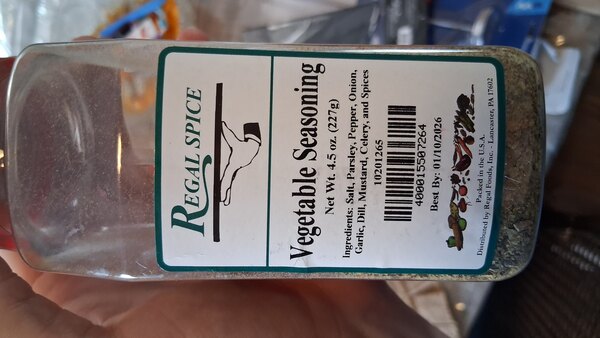 REGAL SPICE
Vegetable Seasoning
Net Wt. 4.5 oz. (227g)
Ingredients: Salt, Parsley, Pepper, Onion,
Garlic, Dill, Mustard, Celery, and Spices
10201265
400015507264
Best By: 01/10/2026
Packed in the U.S.A.
Distributed by Regal Foods, Inc. - Lancaster, PA 17602